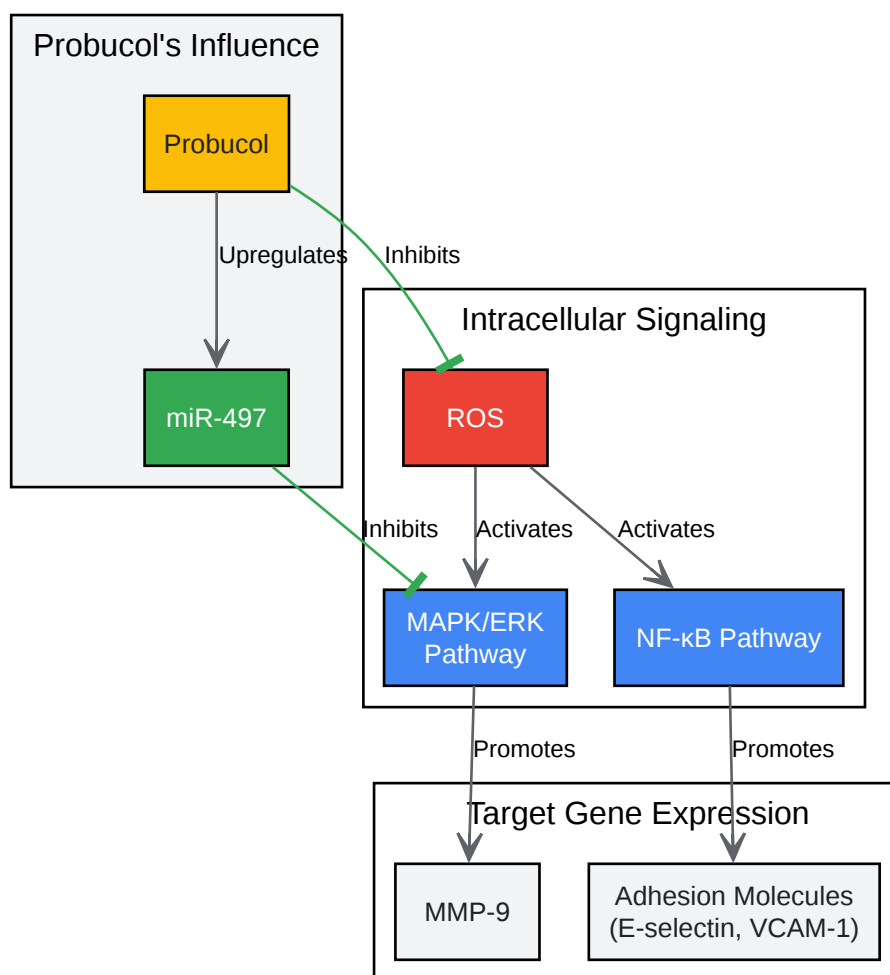 Probucol's Influence
Probucol
Upregulates
Inhibits
Intracellular Signaling
miR-497
ROS
Inhibits
Activates
Activates
MAPK/ERK
Pathway
NF-κB Pathway
Promotes
Promotes
Target Gene Expression
MMP-9
Adhesion Molecules
(E-selectin, VCAM-1)